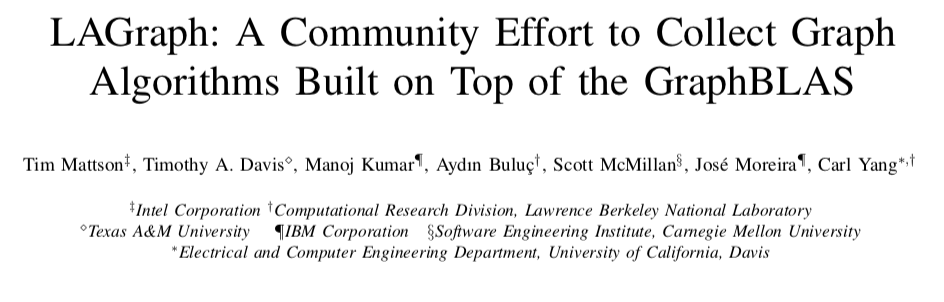 LAGraph: A Community Effort to Collect Graph
Algorithms Built on Top of the GraphBLAS
Tim Mattson‡, Timothy A. Davis⋄, Manoj Kumar¶, Aydın Buluç†, Scott McMillan§, José Moreira¶, Carl Yang*,†
‡Intel Corporation †Computational Research Division, Lawrence Berkeley National Laboratory
⋄Texas A&M University ¶IBM Corporation §Software Engineering Institute, Carnegie Mellon University
*Electrical and Computer Engineering Department, University of California, Davis